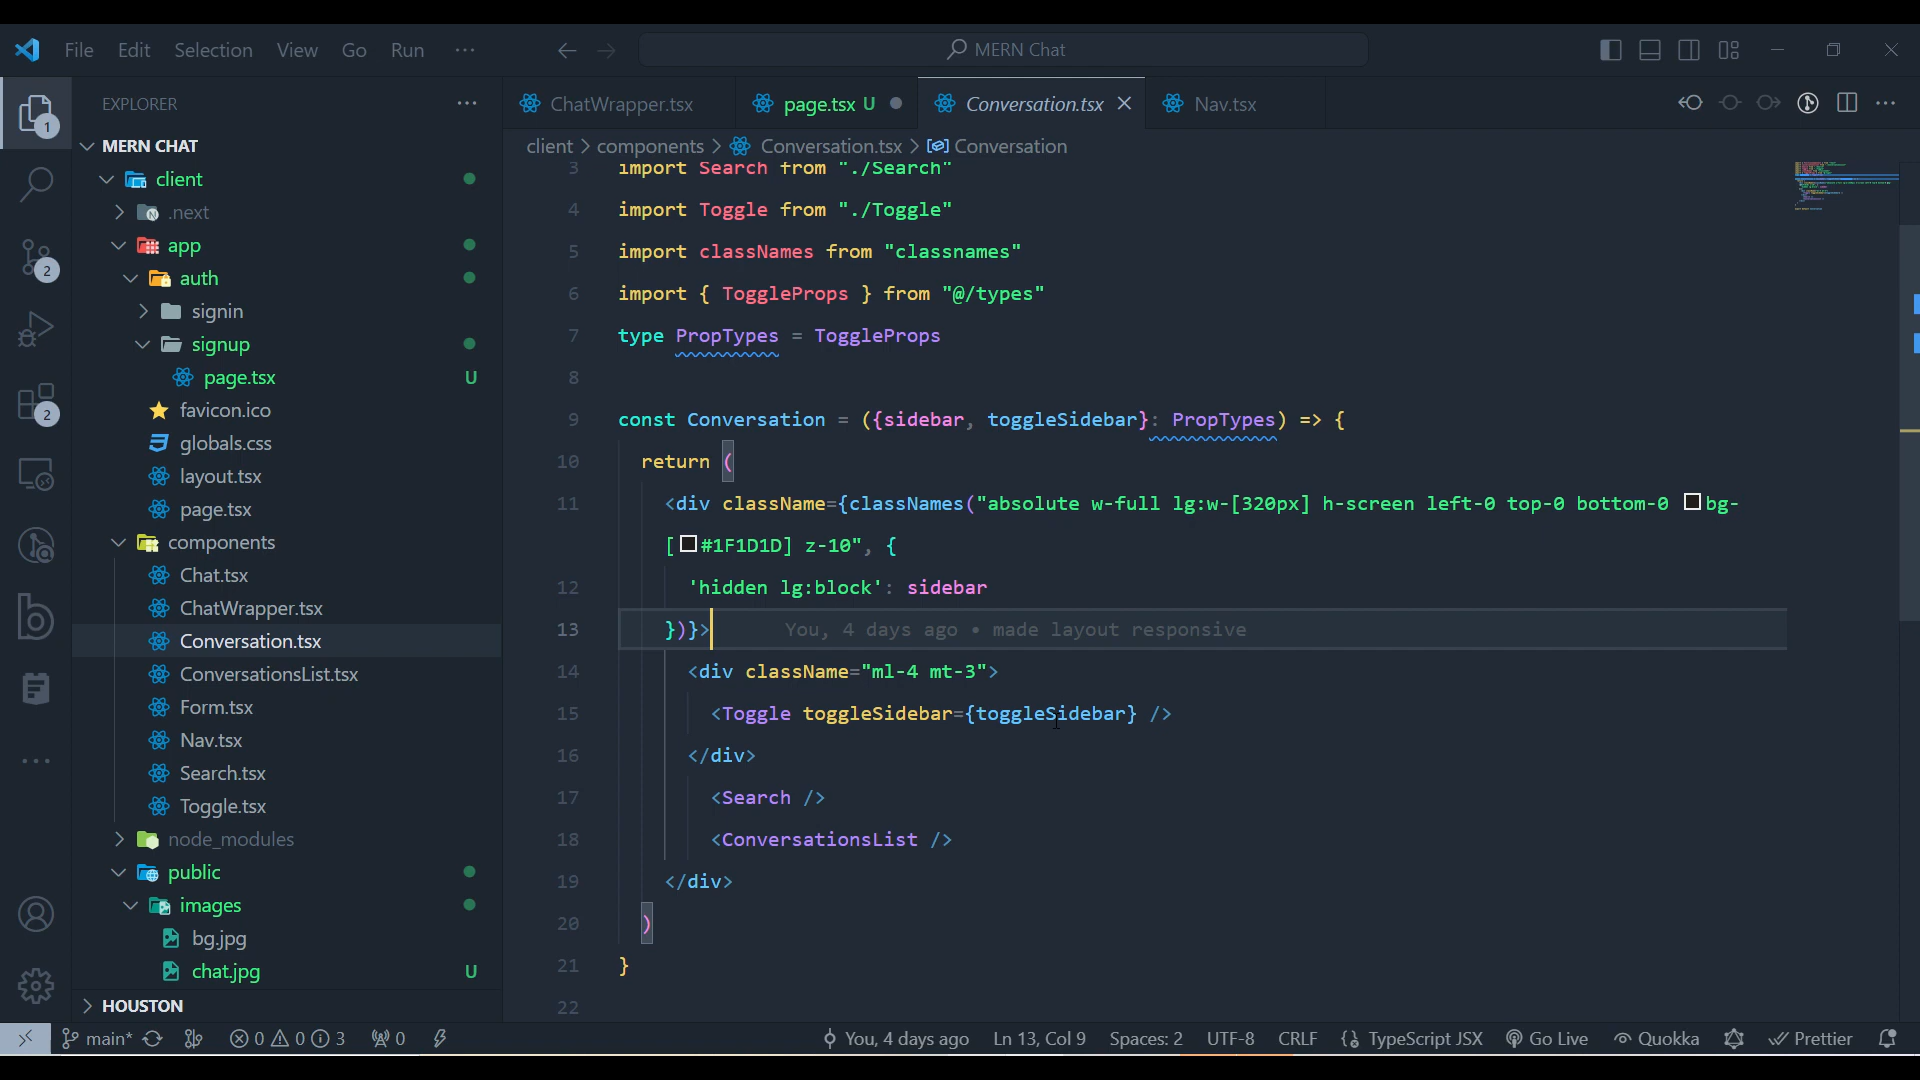 File Edit Selection View Go Run ··· MERN Chat
EXPLORER ···
1
MERN CHAT
client
.next
app
auth
signin
signup
page.tsx U
favicon.ico
globals.css
layout.tsx
page.tsx
components
Chat.tsx
ChatWrapper.tsx
Conversation.tsx
ConversationsList.tsx
Form.tsx
Nav.tsx
Search.tsx
Toggle.tsx
node_modules
public
images
bg.jpg
chat.jpg U
HOUSTON
2
2
ChatWrapper.tsx page.tsx U Conversation.tsx Nav.tsx
client > components > Conversation.tsx > Conversation
3 import Search from "./Search"
4 import Toggle from "./Toggle"
5 import classNames from "classnames"
6 import { ToggleProps } from "@/types"
7 type PropTypes = ToggleProps
8
9 const Conversation = ({sidebar, toggleSidebar}: PropTypes) => {
10 return (
11 <div className={classNames("absolute w-full lg:w-[320px] h-screen left-0 top-0 bottom-0 bg-
[#1F1D1D] z-10", {
12 'hidden lg:block': sidebar
13 })}> You, 4 days ago • made layout responsive
14 <div className="ml-4 mt-3">
15 <Toggle toggleSidebar={toggleSidebar} />
16 </div>
17 <Search />
18 <ConversationsList />
19 </div>
20 )
21 }
22
main* 0 0 3 0 You, 4 days ago Ln 13, Col 9 Spaces: 2 UTF-8 CRLF TypeScript JSX Go Live Quokka Prettier